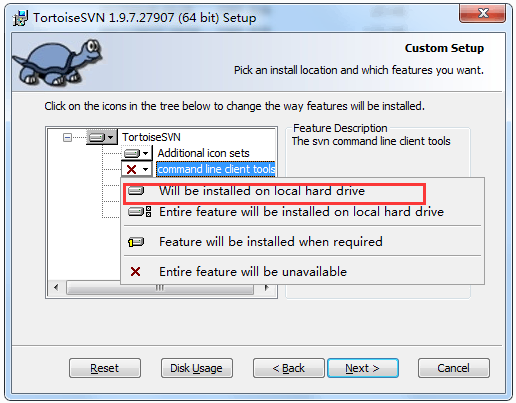 TortoiseSVN 1.9.7.27907 (64 bit) Setup
Custom Setup
Pick an install location and which features you want.
Click on the icons in the tree below to change the way features will be installed.
TortoiseSVN
Additional icon sets
command line client tools
Feature Description
The svn command line client tools
Will be installed on local hard drive
Entire feature will be installed on local hard drive
Feature will be installed when required
Entire feature will be unavailable
Reset
Disk Usage
< Back
Next >
Cancel